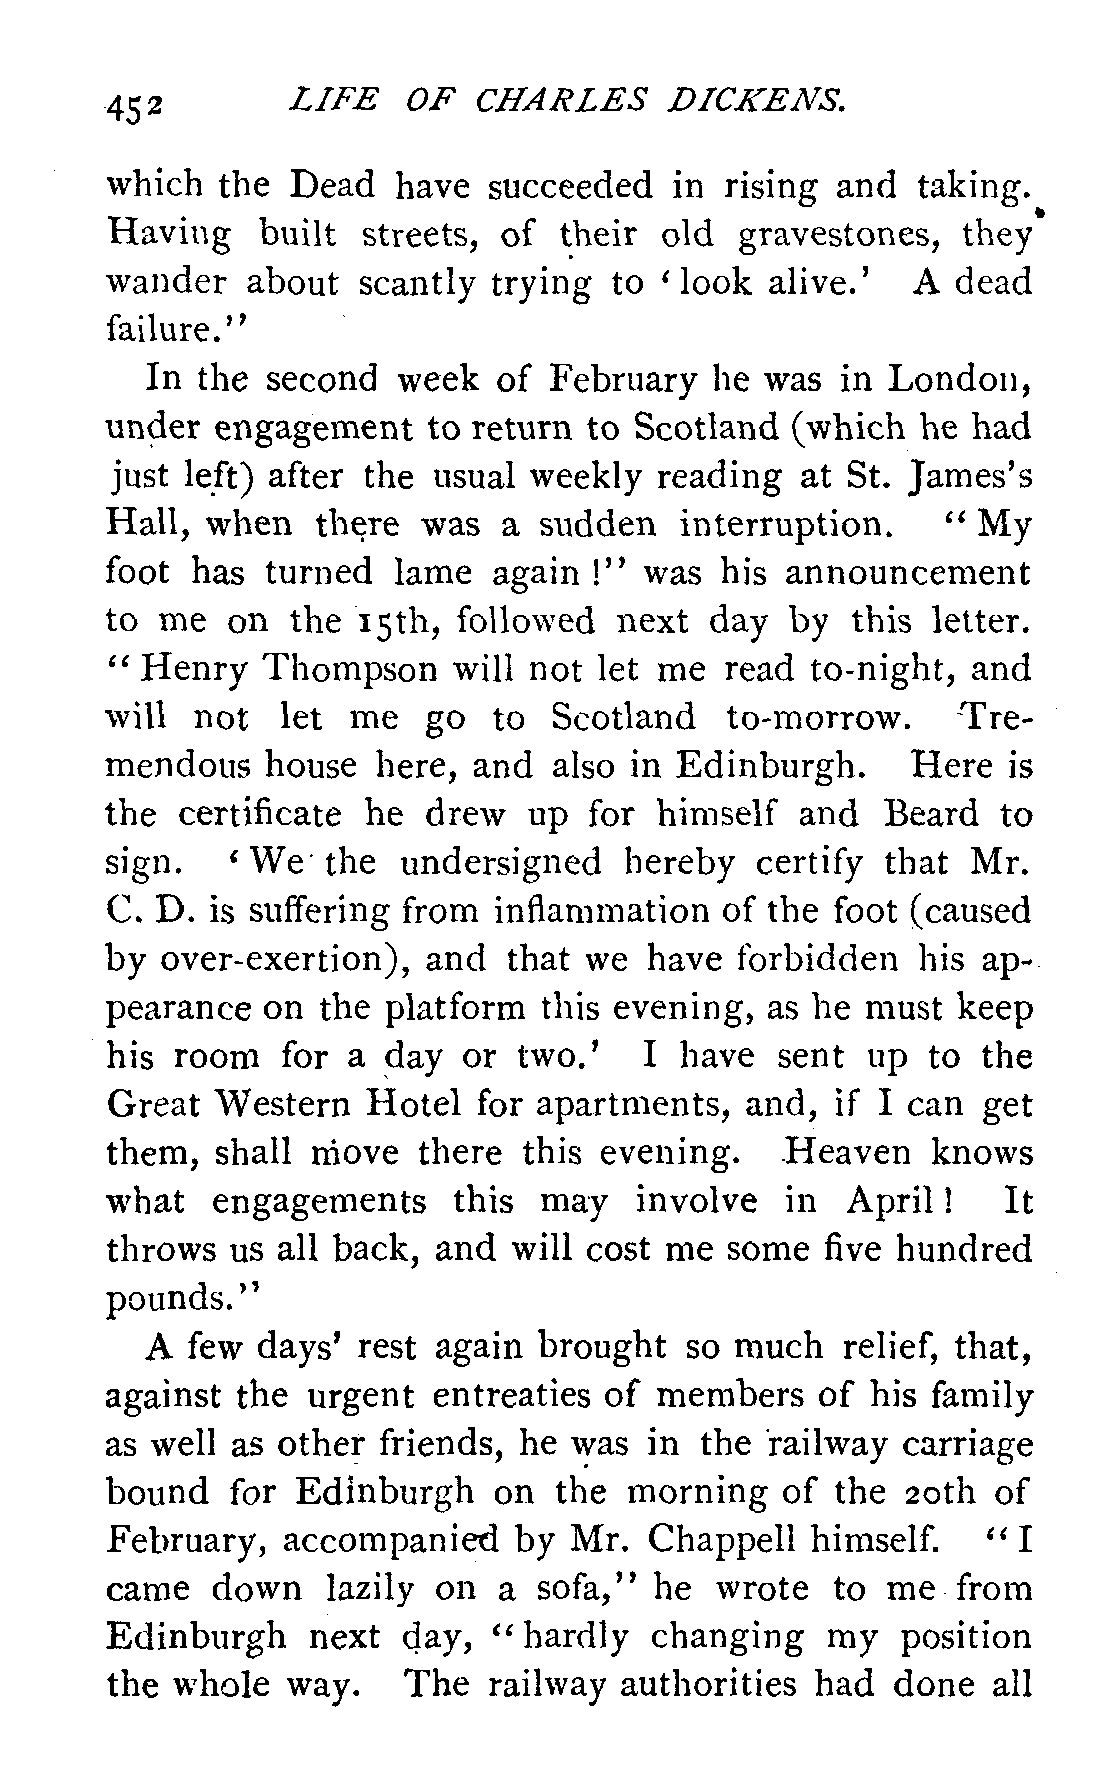 452 LIFE OF CHARLES DICKENS.
which the Dead have succeeded in rising and taking.
Having built streets, of their old gravestones, they
wander about scantly trying to ‘look alive.’ A dead
failure.”
In the second week of February he was in London,
under engagement to return to Scotland (which he had
just left) after the usual weekly reading at St. James’s
Hall, when there was a sudden interruption. “My
foot has turned lame again!” was his announcement
to me on the 15th, followed next day by this letter.
“Henry Thompson will not let me read to-night, and
will not let me go to Scotland to-morrow. Tre-
mendous house here, and also in Edinburgh. Here is
the certificate he drew up for himself and Beard to
sign. ‘We the undersigned hereby certify that Mr.
C. D. is suffering from inflammation of the foot (caused
by over-exertion), and that we have forbidden his ap-
pearance on the platform this evening, as he must keep
his room for a day or two.’ I have sent up to the
Great Western Hotel for apartments, and, if I can get
them, shall move there this evening. Heaven knows
what engagements this may involve in April! It
throws us all back, and will cost me some five hundred
pounds.”
A few days’ rest again brought so much relief, that,
against the urgent entreaties of members of his family
as well as other friends, he was in the railway carriage
bound for Edinburgh on the morning of the 20th of
February, accompanied by Mr. Chappell himself. “I
came down lazily on a sofa,” he wrote to me from
Edinburgh next day, “hardly changing my position
the whole way. The railway authorities had done all